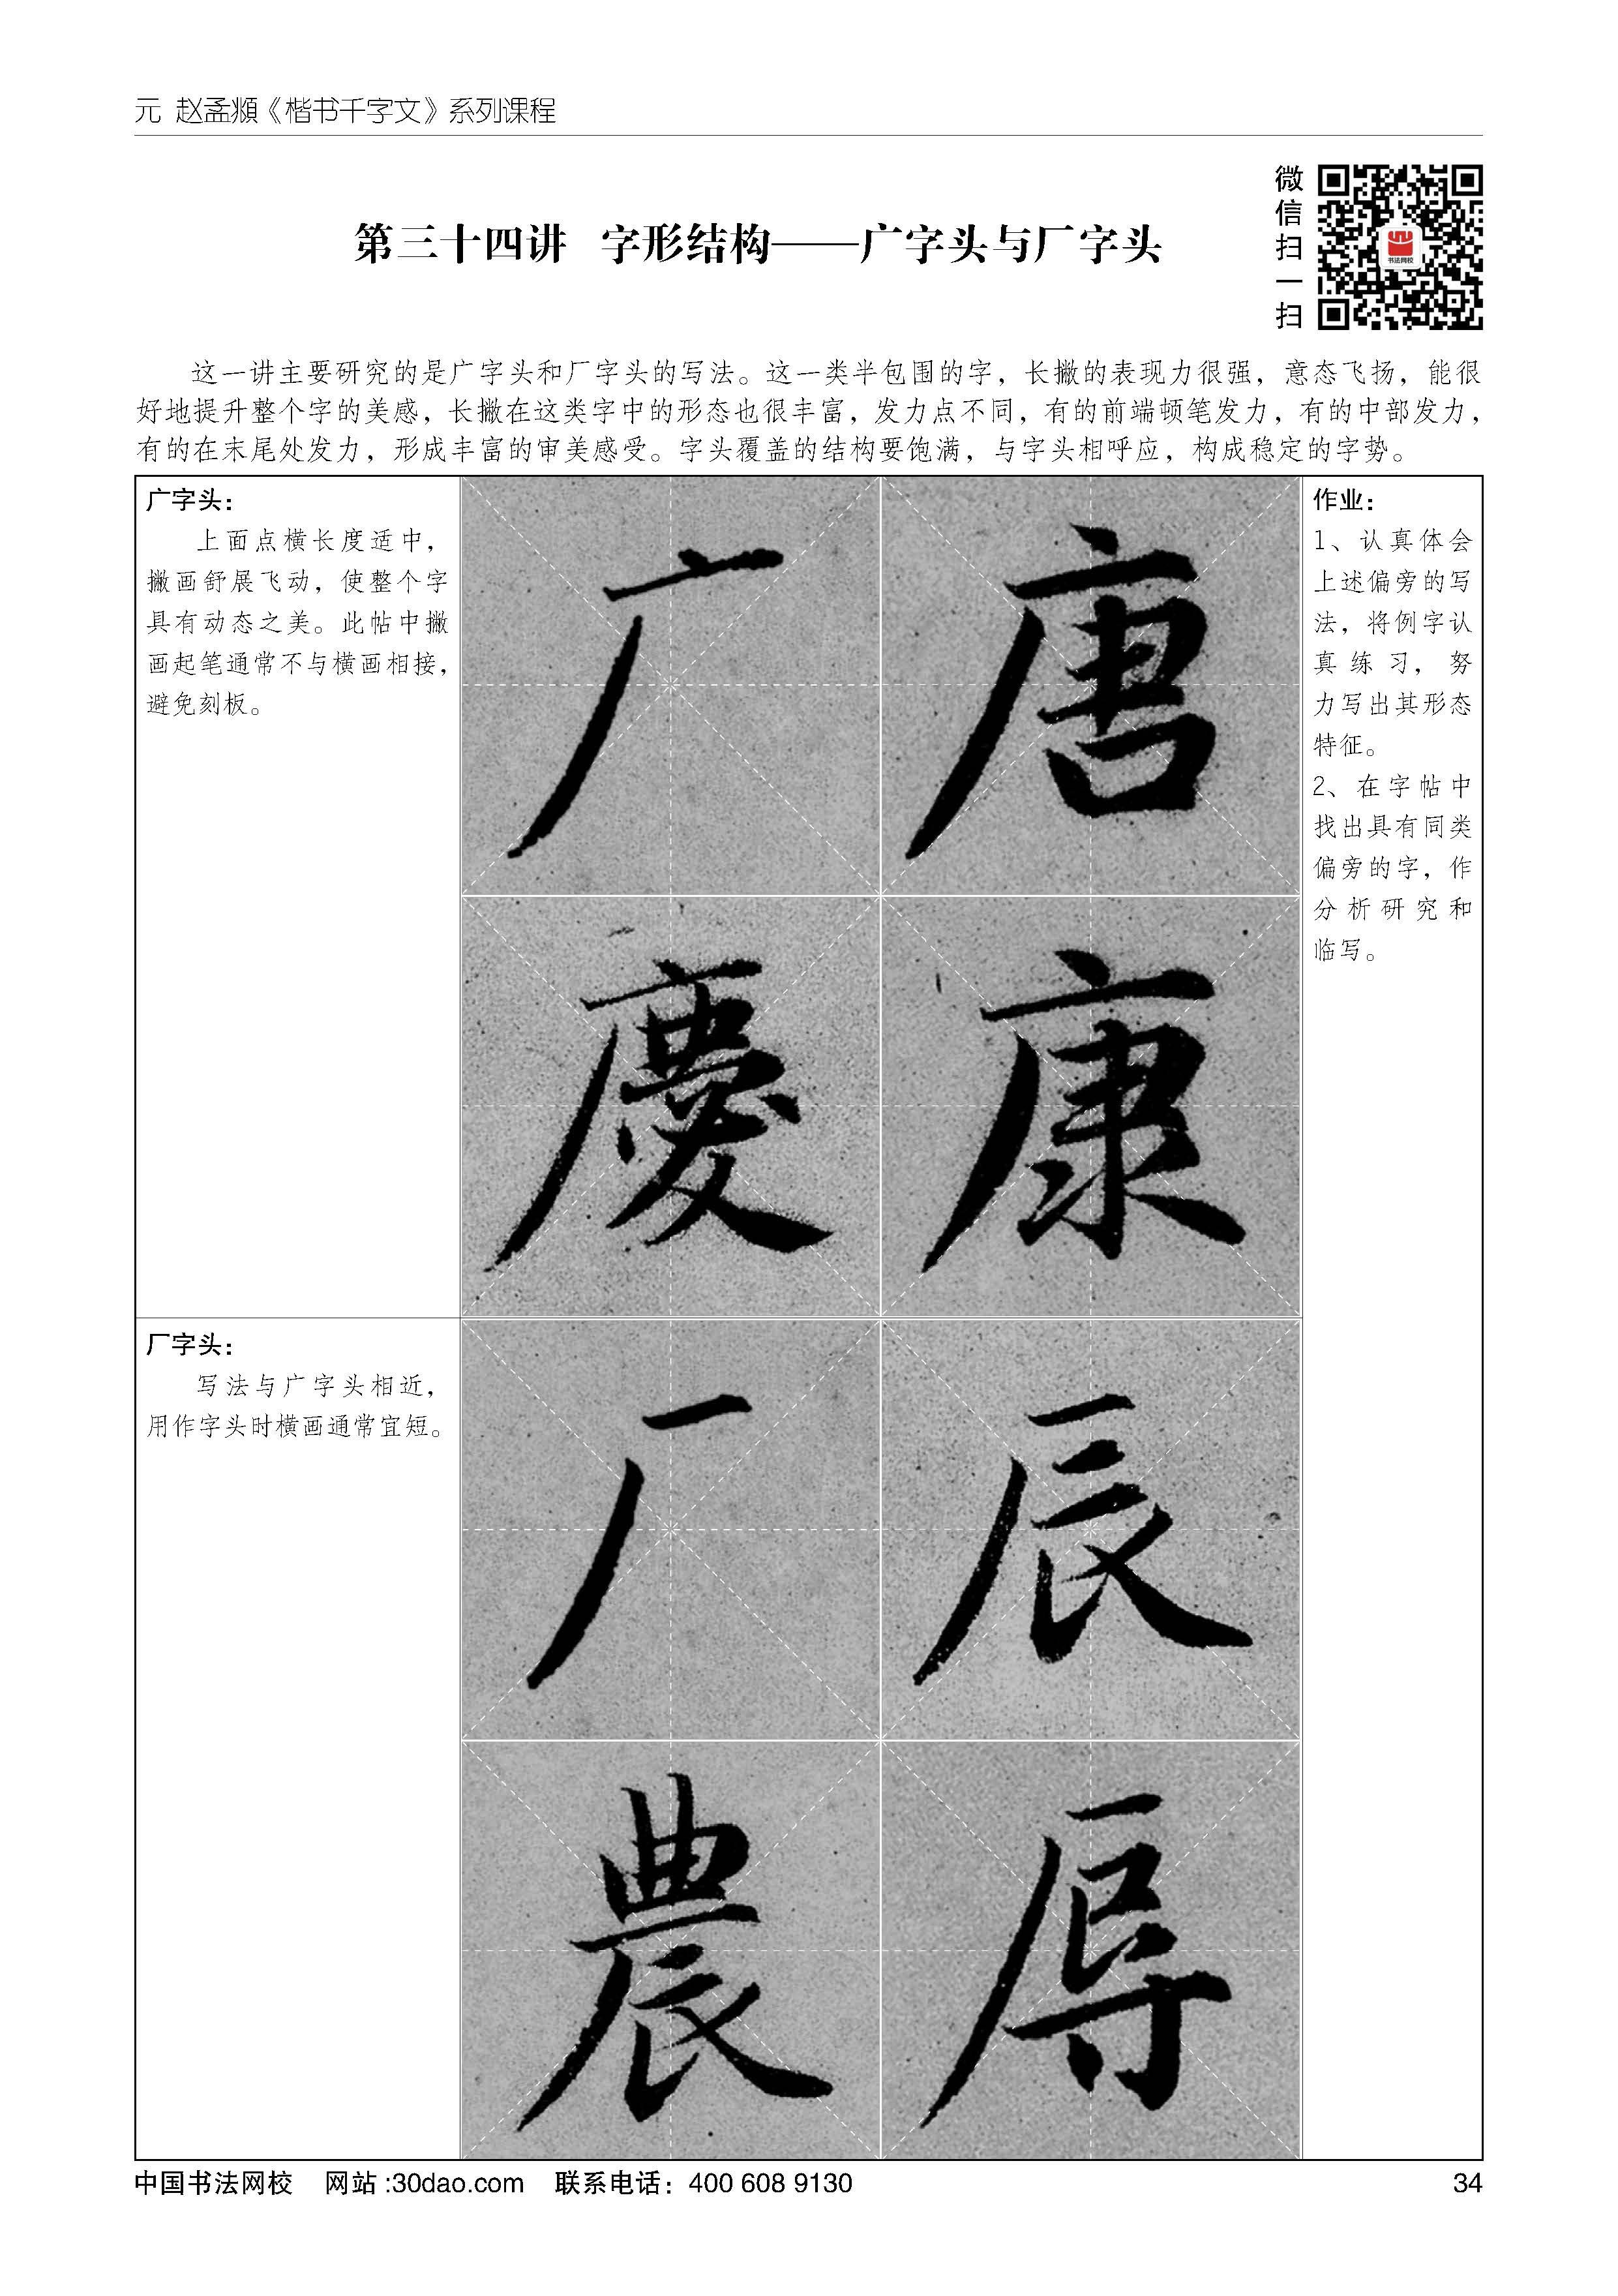 元 赵孟頫《楷书千字文》系列课程
微信扫一扫
书法网校
第三十四讲 字形结构——广字头与厂字头
这一讲主要研究的是广字头和厂字头的写法。这一类半包围的字，长撇的表现力很强，意态飞扬，能很
好地提升整个字的美感，长撇在这类字中的形态也很丰富，发力点不同，有的前端顿笔发力，有的中部发力，
有的在末尾处发力，形成丰富的审美感受。字头覆盖的结构要饱满，与字头相呼应，构成稳定的字势。
广字头：
上面点横长度适中，
撇画舒展飞动，使整个字
具有动态之美。此帖中撇
画起笔通常不与横画相接，
避免刻板。
广 唐
慶 康
厂字头：
写法与广字头相近，
用作字头时横画通常宜短。
厂 辰
農 辱
作业：
1、认真体会
上述偏旁的写
法，将例字认
真练习，努
力写出其形态
特征。
2、在字帖中
找出具有同类
偏旁的字，作
分析研究和
临写。
中国书法网校 网站:30dao.com 联系电话：400 608 9130
34